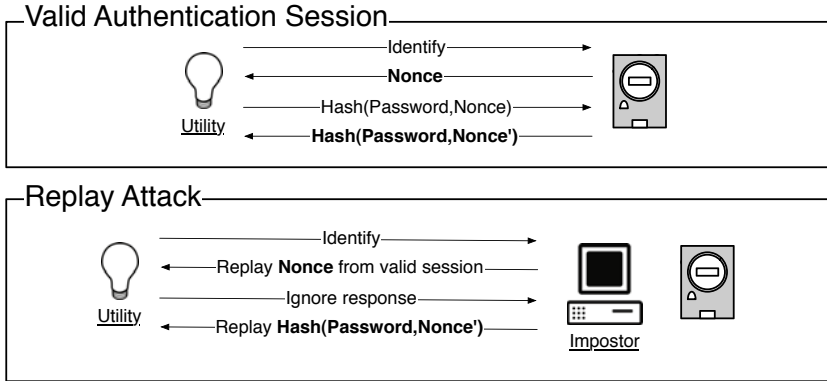 Valid Authentication Session
Identify
Nonce
Hash(Password,Nonce)
Hash(Password,Nonce')
Utility
Replay Attack
Identify
Replay Nonce from valid session
Ignore response
Replay Hash(Password,Nonce')
Utility
Impostor